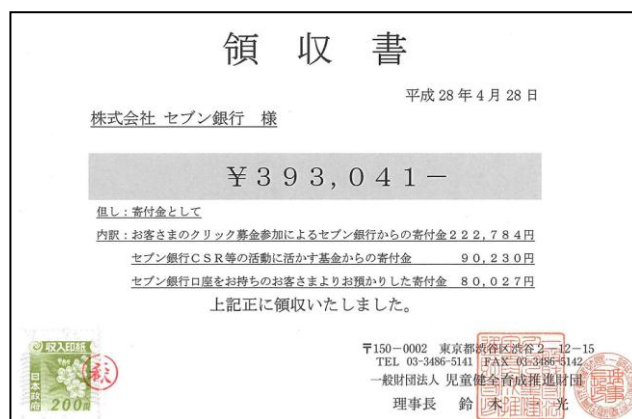 領収書
平成28年4月28日
株式会社 セブン銀行 様
￥393,041－
但し：寄付金として
内訳：お客さまのクリック募金参加によるセブン銀行からの寄付金222,784円
セブン銀行CSR等の活動に活かす基金からの寄付金 90,230円
セブン銀行口座をお持ちのお客さまよりお預かりした寄付金 80,027円
上記正に領収いたしました。
収入印紙
日本政府
200円
〒150－0002 東京都渋谷区渋谷2－12－15
TEL 03-3486-5141 FAX 03-3486-5142
一般財団法人 児童健全育成推進財団
理事長 鈴木一光